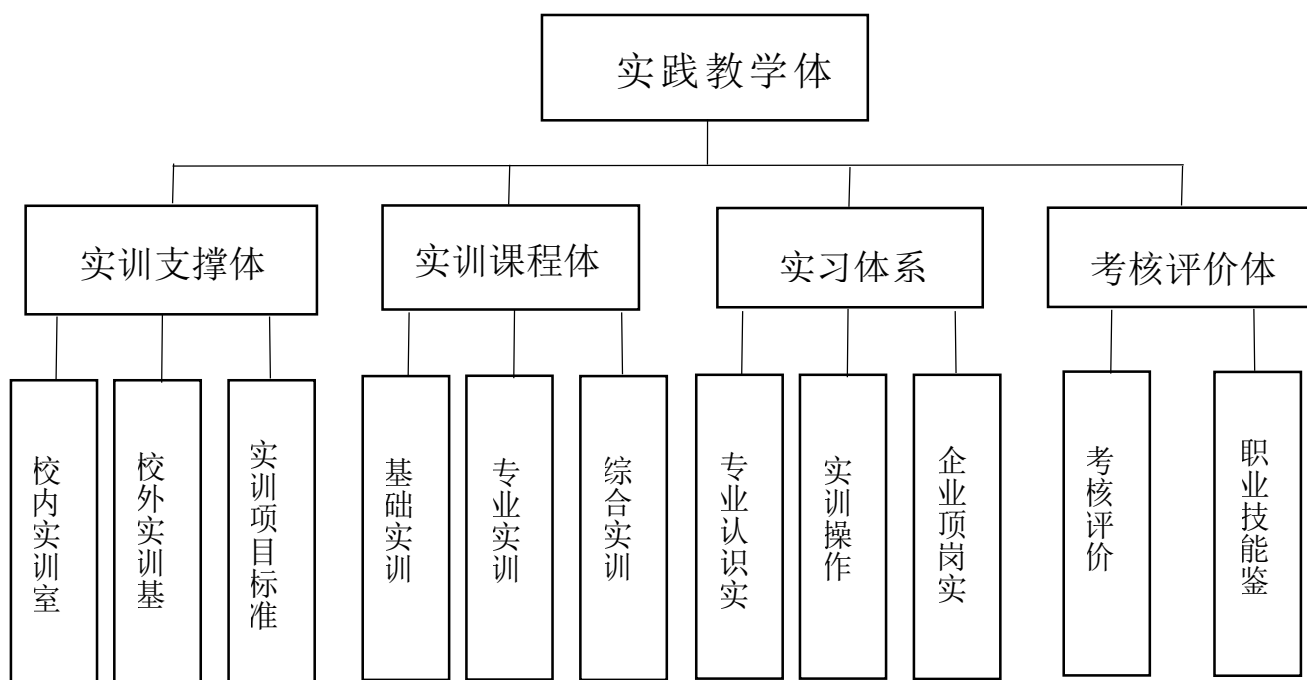 实践教学体
实训支撑体
实训课程体
实习体系
考核评价体
校内实训室
校外实训基
实训项目标准
基础实训
专业实训
综合实训
专业认识实
实训操作
企业顶岗实
考核评价
职业技能鉴